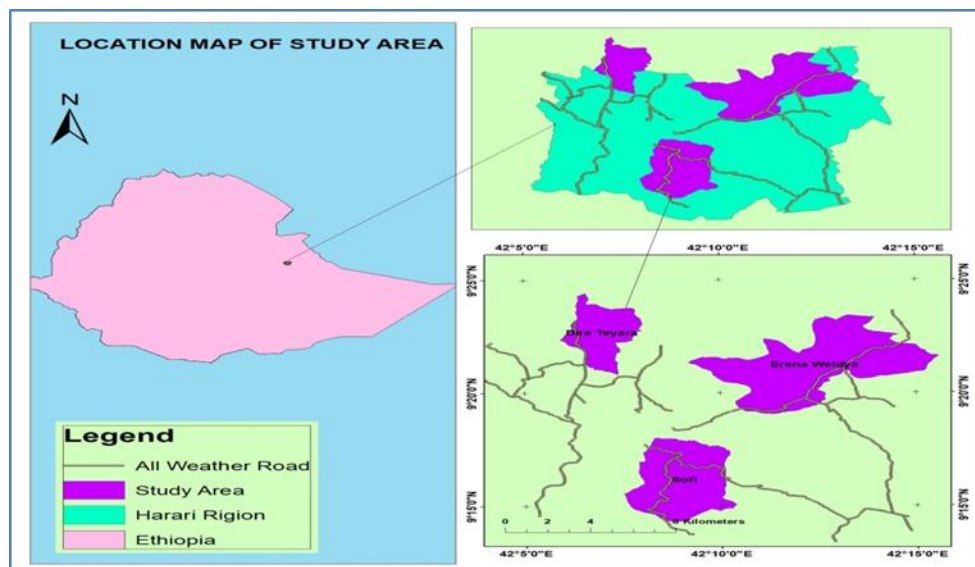 LOCATION MAP OF STUDY AREA
N
Legend
All Weather Road
Study Area
Harari Rigion
Ethiopia
42°5'0"E 42°10'0"E 42°15'0"E
9°25'0"N 9°25'0"N
Dire Teyara
Erena Weldya
9°20'0"N 9°20'0"N
Sofi
9°15'0"N 9°15'0"N
0 2 4 8 Kilometers
42°5'0"E 42°10'0"E 42°15'0"E